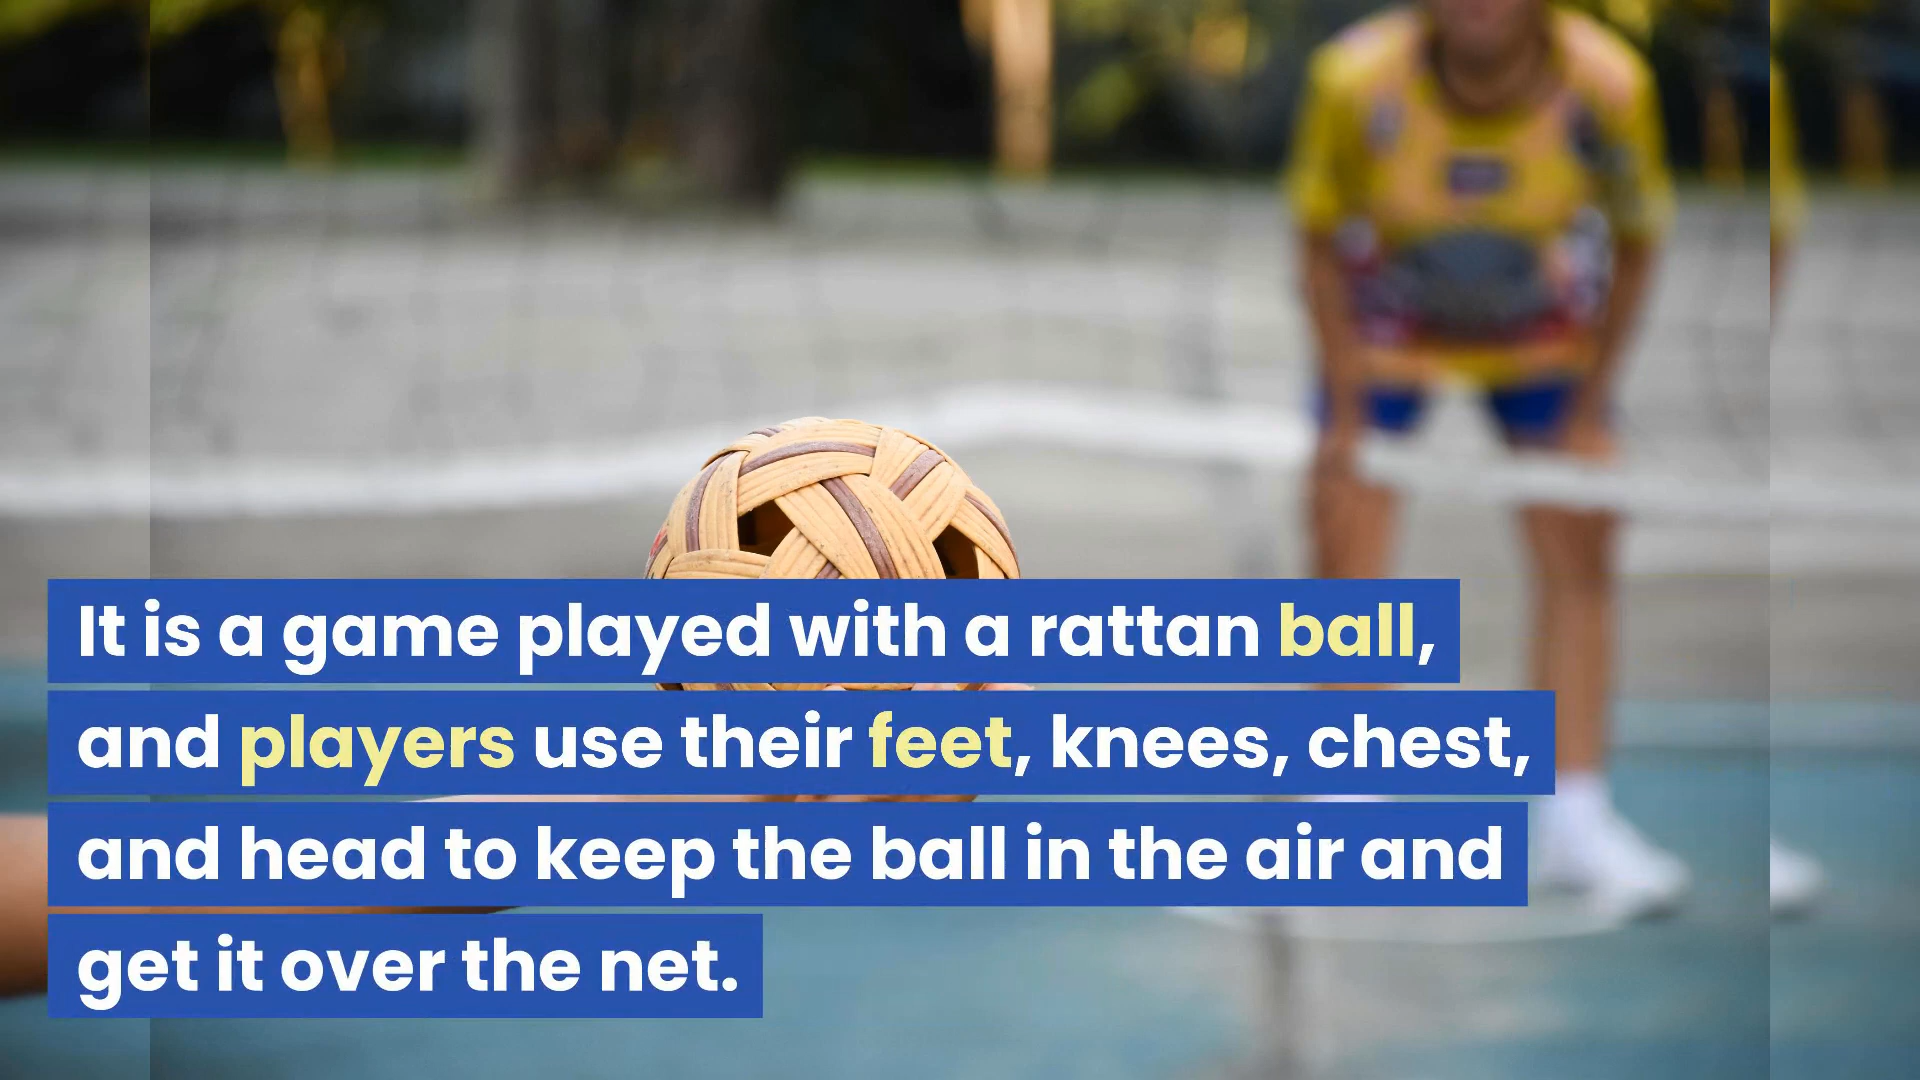 It is a game played with a rattan ball,
and players use their feet, knees, chest,
and head to keep the ball in the air and
get it over the net.